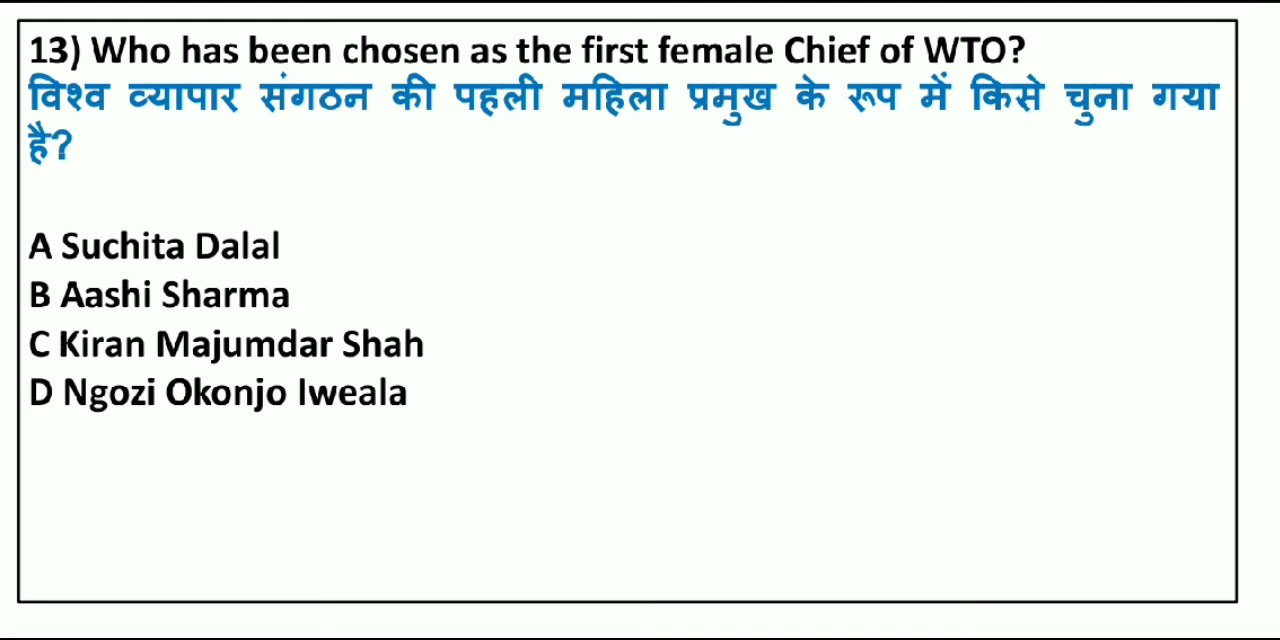 13) Who has been chosen as the first female Chief of WTO?
विश्व व्यापार संगठन की पहली महिला प्रमुख के रूप में किसे चुना गया
है?
A Suchita Dalal
B Aashi Sharma
C Kiran Majumdar Shah
D Ngozi Okonjo Iweala